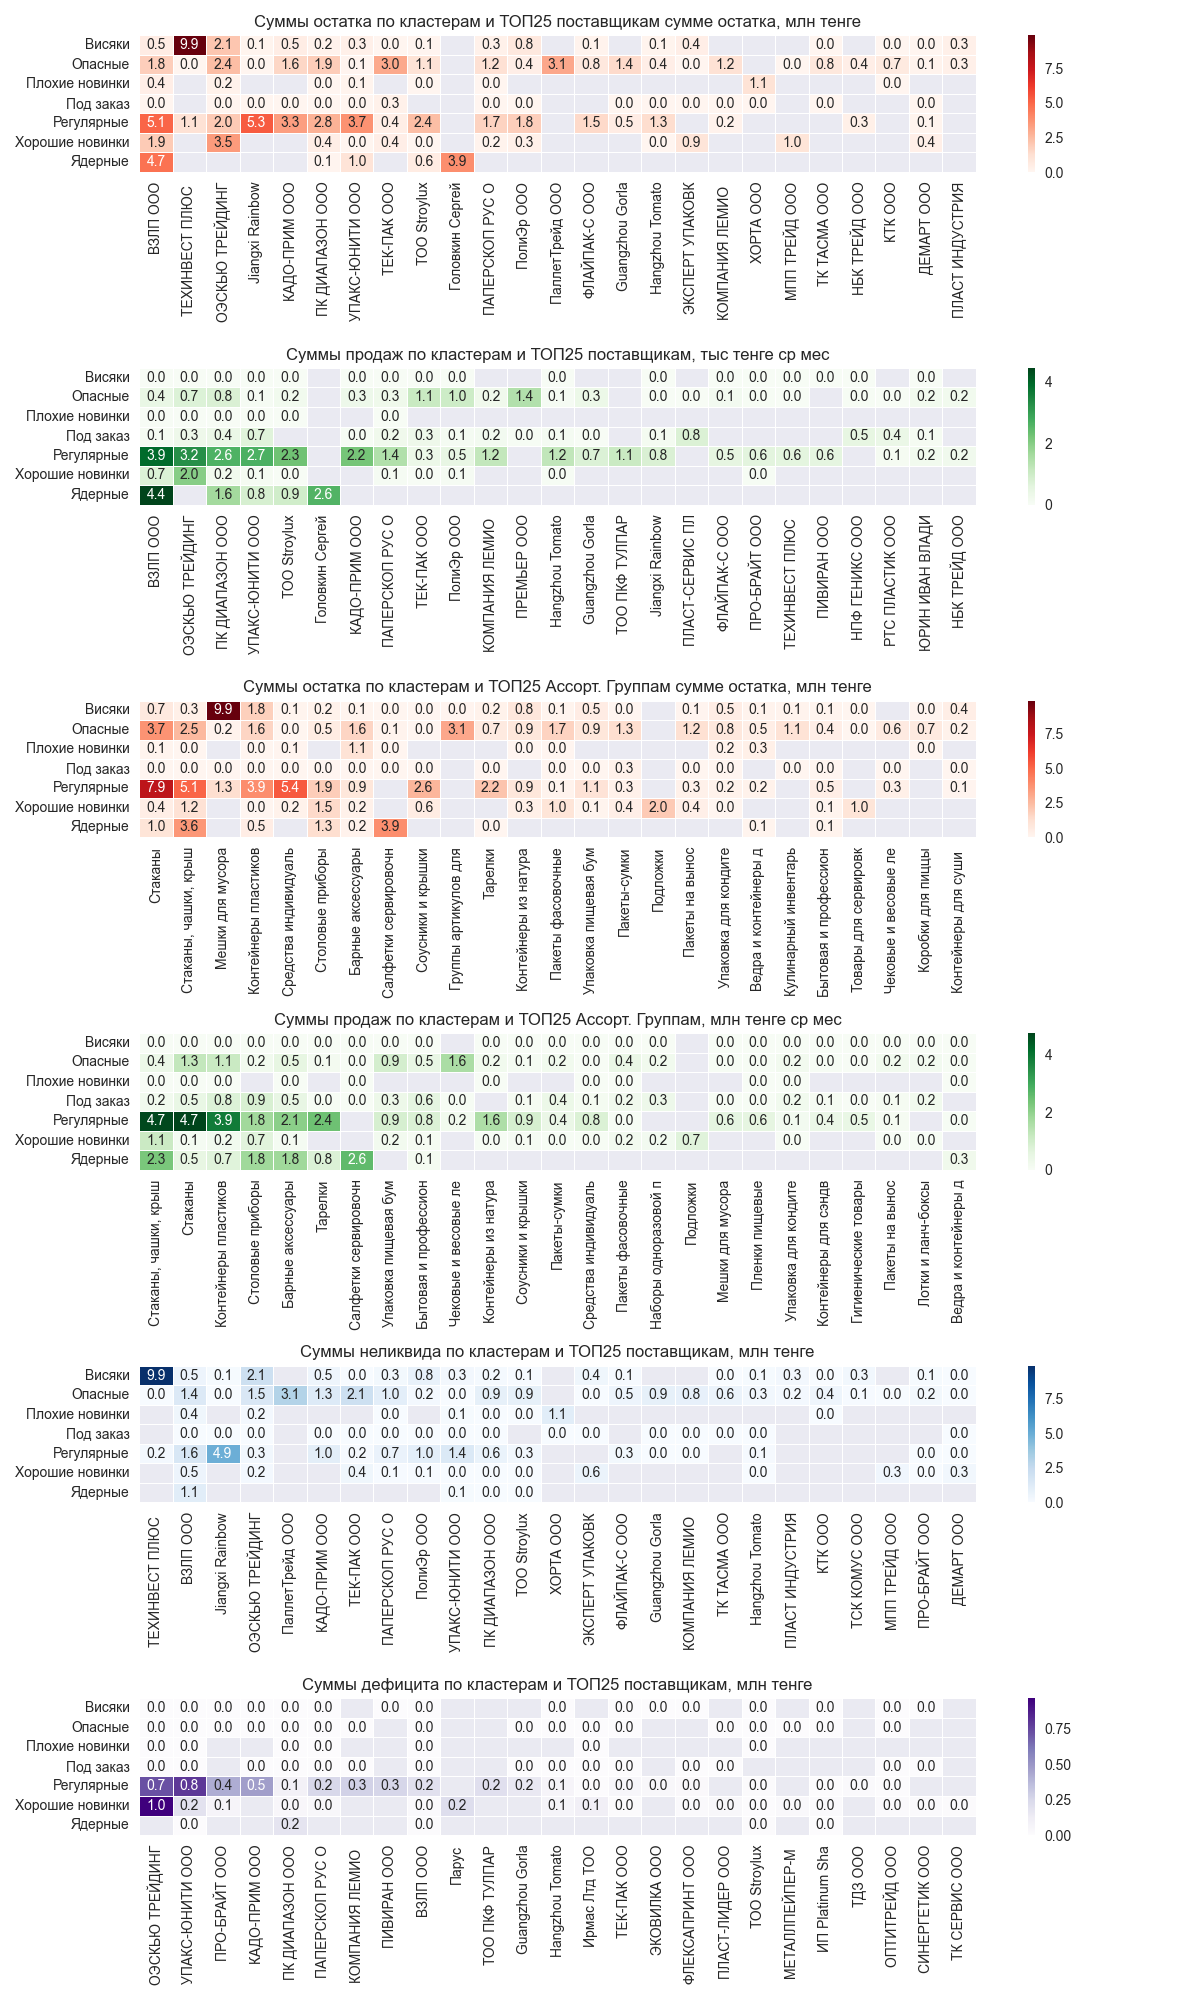 Суммы остатка по кластерам и ТОП25 поставщикам сумме остатка, млн тенге
Висяки 0.5 9.9 2.1 0.1 0.5 0.2 0.3 0.0 0.1 0.3 0.8 0.1 0.1 0.4 0.0 0.0 0.0 0.3
Опасные 1.8 0.0 2.4 0.0 1.6 1.9 0.1 3.0 1.1 1.2 0.4 3.1 0.8 1.4 0.4 0.0 1.2 0.0 0.8 0.4 0.7 0.1 0.3
Плохие новинки 0.4 0.2 0.0 0.1 0.0 0.0 1.1 0.0
Под заказ 0.0 0.0 0.0 0.0 0.0 0.0 0.3 0.0 0.0 0.0 0.0 0.0 0.0 0.0 0.0 0.0
Регулярные 5.1 1.1 2.0 5.3 3.3 2.8 3.7 0.4 2.4 1.7 1.8 1.5 0.5 1.3 0.2 0.3 0.1
Хорошие новинки 1.9 3.5 0.4 0.0 0.4 0.0 0.2 0.3 0.0 0.9 1.0 0.4
Ядерные 4.7 0.1 1.0 0.6 3.9
7.5
5.0
2.5
0.0
ВЗЛП ООО
ТЕХИНВЕСТ ПЛЮС
ОЭСКЬЮ ТРЕЙДИНГ
Jiangxi Rainbow
КАДО-ПРИМ ООО
ПК ДИАПАЗОН ООО
УПАКС-ЮНИТИ ООО
ТЕК-ПАК ООО
ТОО Stroylux
Головкин Сергей
ПАПЕРСКОП РУС О
ПолиЭр ООО
ПаллетТрейд ООО
ФЛАЙПАК-С ООО
Guangzhou Gorla
Hangzhou Tomato
ЭКСПЕРТ УПАКОВК
КОМПАНИЯ ЛЕМИО
ХОРТА ООО
МПП ТРЕЙД ООО
ТК ТАСМА ООО
НБК ТРЕЙД ООО
КТК ООО
ДЕМАРТ ООО
ПЛАСТ ИНДУСТРИЯ
Суммы продаж по кластерам и ТОП25 поставщикам, тыс тенге ср мес
Висяки 0.0 0.0 0.0 0.0 0.0 0.0 0.0 0.0 0.0 0.0 0.0 0.0 0.0 0.0 0.0 0.0
Опасные 0.4 0.7 0.8 0.1 0.2 0.3 0.3 1.1 1.0 0.2 1.4 0.1 0.3 0.0 0.0 0.1 0.0 0.0 0.0 0.0 0.2 0.2
Плохие новинки 0.0 0.0 0.0 0.0 0.0 0.0
Под заказ 0.1 0.3 0.4 0.7 0.0 0.2 0.3 0.1 0.2 0.0 0.1 0.0 0.1 0.8 0.5 0.4 0.1
Регулярные 3.9 3.2 2.6 2.7 2.3 2.2 1.4 0.3 0.5 1.2 1.2 0.7 1.1 0.8 0.5 0.6 0.6 0.6 0.1 0.2 0.2
Хорошие новинки 0.7 2.0 0.2 0.1 0.0 0.1 0.0 0.1 0.0 0.0
Ядерные 4.4 1.6 0.8 0.9 2.6
4
2
0
ВЗЛП ООО
ОЭСКЬЮ ТРЕЙДИНГ
ПК ДИАПАЗОН ООО
УПАКС-ЮНИТИ ООО
ТОО Stroylux
Головкин Сергей
КАДО-ПРИМ ООО
ПАПЕРСКОП РУС О
ТЕК-ПАК ООО
ПолиЭр ООО
КОМПАНИЯ ЛЕМИО
ПРЕМЬЕР ООО
Hangzhou Tomato
Guangzhou Gorla
ТОО ПКФ ТУЛПАР
Jiangxi Rainbow
ПЛАСТ-СЕРВИС ПЛ
ФЛАЙПАК-С ООО
ПРО-БРАЙТ ООО
ТЕХИНВЕСТ ПЛЮС
ПИВИРАН ООО
НПФ ГЕНИКС ООО
РТС ПЛАСТИК ООО
ЮРИН ИВАН ВЛАДИ
НБК ТРЕЙД ООО
Суммы остатка по кластерам и ТОП25 Ассорт. Группам сумме остатка, млн тенге
Висяки 0.7 0.3 9.9 1.8 0.1 0.2 0.1 0.0 0.0 0.0 0.2 0.8 0.1 0.5 0.0 0.1 0.5 0.1 0.1 0.1 0.0 0.0 0.4
Опасные 3.7 2.5 0.2 1.6 0.0 0.5 1.6 0.1 0.0 3.1 0.7 0.9 1.7 0.9 1.3 1.2 0.8 0.5 1.1 0.4 0.0 0.6 0.7 0.2
Плохие новинки 0.1 0.0 0.0 0.1 1.1 0.0 0.0 0.0 0.2 0.3 0.0
Под заказ 0.0 0.0 0.0 0.0 0.0 0.0 0.0 0.0 0.0 0.0 0.0 0.0 0.0 0.3 0.0 0.0 0.0 0.0 0.0 0.0
Регулярные 7.9 5.1 1.3 3.9 5.4 1.9 0.9 2.6 2.2 0.9 0.1 1.1 0.3 0.3 0.2 0.2 0.5 0.3 0.1
Хорошие новинки 0.4 1.2 0.0 0.2 1.5 0.2 0.6 0.3 1.0 0.1 0.4 2.0 0.4 0.0 0.1 1.0
Ядерные 1.0 3.6 0.5 1.3 0.2 3.9 0.0 0.1 0.1
7.5
5.0
2.5
0.0
Стаканы
Стаканы, чашки, крыш
Мешки для мусора
Контейнеры пластиков
Средства индивидуаль
Столовые приборы
Барные аксессуары
Салфетки сервировочн
Соусники и крышки
Группы артикулов для
Тарелки
Контейнеры из натура
Пакеты фасовочные
Упаковка пищевая бум
Пакеты-сумки
Подложки
Пакеты на вынос
Упаковка для кондите
Ведра и контейнеры д
Кулинарный инвентарь
Бытовая и профессион
Товары для сервировк
Чековые и весовые ле
Коробки для пиццы
Контейнеры для суши
Суммы продаж по кластерам и ТОП25 Ассорт. Группам, млн тенге ср мес
Висяки 0.0 0.0 0.0 0.0 0.0 0.0 0.0 0.0 0.0 0.0 0.0 0.0 0.0 0.0 0.0 0.0 0.0 0.0 0.0 0.0 0.0 0.0 0.0
Опасные 0.4 1.3 1.1 0.2 0.5 0.1 0.0 0.9 0.5 1.6 0.2 0.1 0.2 0.0 0.4 0.2 0.0 0.0 0.2 0.0 0.0 0.2 0.2 0.0
Плохие новинки 0.0 0.0 0.0 0.0 0.0 0.0 0.0 0.0 0.0 0.0 0.0
Под заказ 0.2 0.5 0.8 0.9 0.5 0.0 0.0 0.3 0.6 0.0 0.1 0.4 0.1 0.2 0.3 0.0 0.0 0.2 0.1 0.0 0.1 0.2
Регулярные 4.7 4.7 3.9 1.8 2.1 2.4 0.9 0.8 0.2 1.6 0.9 0.4 0.8 0.0 0.6 0.6 0.1 0.4 0.5 0.1 0.0
Хорошие новинки 1.1 0.1 0.2 0.7 0.1 0.2 0.1 0.0 0.1 0.0 0.0 0.2 0.2 0.7 0.0 0.0 0.0
Ядерные 2.3 0.5 0.7 1.8 1.8 0.8 2.6 0.1 0.3
4
2
0
Стаканы, чашки, крыш
Стаканы
Контейнеры пластиков
Столовые приборы
Барные аксессуары
Тарелки
Салфетки сервировочн
Упаковка пищевая бум
Бытовая и профессион
Чековые и весовые ле
Контейнеры из натура
Соусники и крышки
Пакеты-сумки
Средства индивидуаль
Пакеты фасовочные
Наборы одноразовой п
Подложки
Мешки для мусора
Пленки пищевые
Упаковка для кондите
Контейнеры для сэндв
Гигиенические товары
Пакеты на вынос
Лотки и ланч-боксы
Ведра и контейнеры д
Суммы неликвида по кластерам и ТОП25 поставщикам, млн тенге
Висяки 9.9 0.5 0.1 2.1 0.5 0.0 0.3 0.8 0.3 0.2 0.1 0.4 0.1 0.0 0.1 0.3 0.0 0.3 0.1 0.0
Опасные 0.0 1.4 0.0 1.5 3.1 1.3 2.1 1.0 0.2 0.0 0.9 0.9 0.0 0.5 0.9 0.8 0.6 0.3 0.2 0.4 0.1 0.0 0.2 0.0
Плохие новинки 0.4 0.2 0.0 0.1 0.0 0.0 1.1 0.0
Под заказ 0.0 0.0 0.0 0.0 0.0 0.0 0.0 0.0 0.0 0.0 0.0 0.0 0.0 0.0 0.0 0.0 0.0
Регулярные 0.2 1.6 4.9 0.3 1.0 0.2 0.7 1.0 1.4 0.6 0.3 0.3 0.0 0.0 0.1 0.0 0.0
Хорошие новинки 0.5 0.2 0.4 0.1 0.1 0.0 0.0 0.0 0.6 0.0 0.3 0.0 0.3
Ядерные 1.1 0.1 0.0 0.0
7.5
5.0
2.5
0.0
ТЕХИНВЕСТ ПЛЮС
ВЗЛП ООО
Jiangxi Rainbow
ОЭСКЬЮ ТРЕЙДИНГ
ПаллетТрейд ООО
КАДО-ПРИМ ООО
ТЕК-ПАК ООО
ПАПЕРСКОП РУС О
ПолиЭр ООО
УПАКС-ЮНИТИ ООО
ПК ДИАПАЗОН ООО
ТОО Stroylux
ХОРТА ООО
ЭКСПЕРТ УПАКОВК
ФЛАЙПАК-С ООО
Guangzhou Gorla
КОМПАНИЯ ЛЕМИО
ТК ТАСМА ООО
Hangzhou Tomato
ПЛАСТ ИНДУСТРИЯ
КТК ООО
ТСК КОМУС ООО
МПП ТРЕЙД ООО
ПРО-БРАЙТ ООО
ДЕМАРТ ООО
Суммы дефицита по кластерам и ТОП25 поставщикам, млн тенге
Висяки 0.0 0.0 0.0 0.0 0.0 0.0 0.0 0.0 0.0 0.0 0.0 0.0 0.0 0.0 0.0 0.0
Опасные 0.0 0.0 0.0 0.0 0.0 0.0 0.0 0.0 0.0 0.0 0.0 0.0 0.0 0.0 0.0 0.0 0.0
Плохие новинки 0.0 0.0 0.0 0.0 0.0 0.0 0.0
Под заказ 0.0 0.0 0.0 0.0 0.0 0.0 0.0 0.0 0.0 0.0 0.0 0.0 0.0 0.0 0.0 0.0
Регулярные 0.7 0.8 0.4 0.5 0.1 0.2 0.3 0.3 0.2 0.2 0.2 0.1 0.0 0.0 0.0 0.0 0.0 0.0 0.0 0.0
Хорошие новинки 1.0 0.2 0.1 0.0 0.0 0.0 0.2 0.1 0.1 0.0 0.0 0.0 0.0 0.0 0.0 0.0 0.0 0.0
Ядерные 0.0 0.2 0.0 0.0 0.0
0.75
0.50
0.25
0.00
ОЭСКЬЮ ТРЕЙДИНГ
УПАКС-ЮНИТИ ООО
ПРО-БРАЙТ ООО
КАДО-ПРИМ ООО
ПК ДИАПАЗОН ООО
ПАПЕРСКОП РУС О
КОМПАНИЯ ЛЕМИО
ПИВИРАН ООО
ВЗЛП ООО
Парус
ТОО ПКФ ТУЛПАР
Guangzhou Gorla
Hangzhou Tomato
Ирмас Лтд ТОО
ТЕК-ПАК ООО
ЭКОВИЛКА ООО
ФЛЕКСАПРИНТ ООО
ПЛАСТ-ЛИДЕР ООО
ТОО Stroylux
МЕТАЛЛПЕЙПЕР-М
ИП Platinum Sha
ТДЗ ООО
ОПТИТРЕЙД ООО
СИНЕРГЕТИК ООО
ТК СЕРВИС ООО